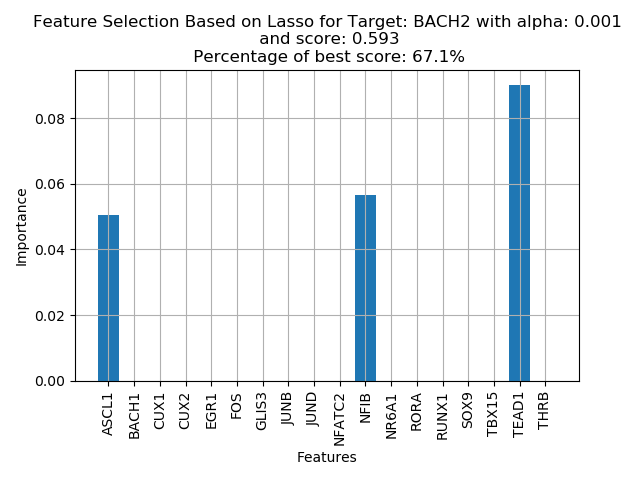 Feature Selection Based on Lasso for Target: BACH2 with alpha: 0.001
and score: 0.593
Percentage of best score: 67.1%
Importance
0.08
0.06
0.04
0.02
0.00
ASCL1
BACH1
CUX1
CUX2
EGR1
FOS
GLIS3
JUNB
JUND
NFATC2
NFIB
NR6A1
RORA
RUNX1
SOX9
TBX15
TEAD1
THRB
Features